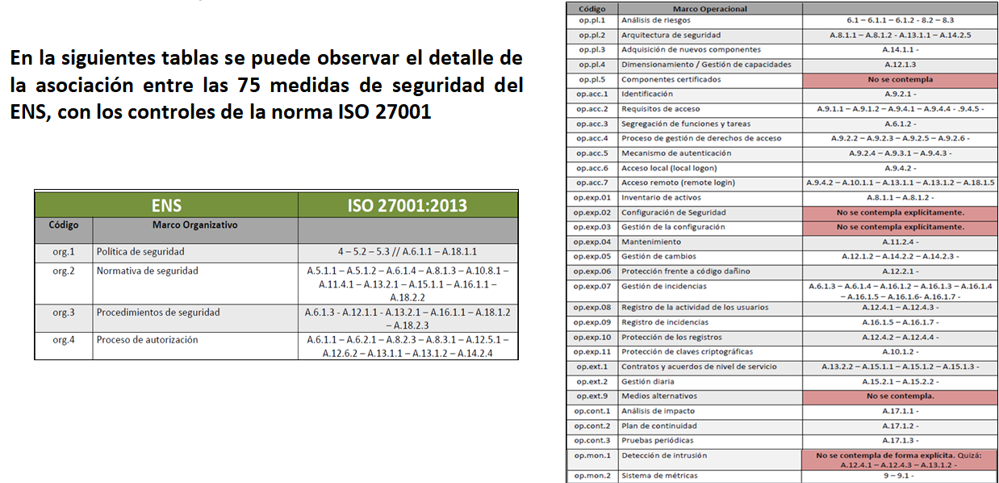 En la siguientes tablas se puede observar el detalle de
la asociación entre las 75 medidas de seguridad del
ENS, con los controles de la norma ISO 27001
ENS ISO 27001:2013
Código Marco Organizativo
org.1 Política de seguridad 4 – 5.2 – 5.3 // A.6.1.1 – A.18.1.1
org.2 Normativa de seguridad A.5.1.1 – A.5.1.2 – A.6.1.4 – A.8.1.3 – A.10.8.1 –
A.11.4.1 – A.13.2.1 – A.15.1.1 – A.16.1.1 –
A.18.2.2
org.3 Procedimientos de seguridad A.6.1.3 - A.12.1.1 - A.13.2.1 – A.16.1.1 – A.18.1.2
– A.18.2.3
org.4 Proceso de autorización A.6.1.1 – A.6.2.1 – A.8.2.3 – A.8.3.1 – A.12.5.1 –
A.12.6.2 – A.13.1.1 – A.13.1.2 – A.14.2.4
Código Marco Operacional
op.pl.1 Análisis de riesgos 6.1 – 6.1.1 – 6.1.2 - 8.2 – 8.3
op.pl.2 Arquitectura de seguridad A.8.1.1 – A.8.1.2 - A.13.1.1 – A.14.2.5
op.pl.3 Adquisición de nuevos componentes A.14.1.1 -
op.pl.4 Dimensionamiento / Gestión de capacidades A.12.1.3
op.pl.5 Componentes certificados No se contempla
op.acc.1 Identificación A.9.2.1 -
op.acc.2 Requisitos de acceso A.9.1.1 – A.9.1.2 – A.9.4.1 – A.9.4.4 - .9.4.5 -
op.acc.3 Segregación de funciones y tareas A.6.1.2 -
op.acc.4 Proceso de gestión de derechos de acceso A.9.2.2 – A.9.2.3 – A.9.2.5 – A.9.2.6 -
op.acc.5 Mecanismo de autenticación A.9.2.4 – A.9.3.1 – A.9.4.3 -
op.acc.6 Acceso local (local logon) A.9.4.2 -
op.acc.7 Acceso remoto (remote login) A.9.4.2 – A.10.1.1 – A.13.1.1 – A.13.1.2 – A.18.1.5
op.exp.01 Inventario de activos A.8.1.1 – A.8.1.2 -
op.exp.02 Configuración de Seguridad No se contempla explícitamente.
op.exp.03 Gestión de la configuración No se contempla explícitamente.
op.exp.04 Mantenimiento A.11.2.4 -
op.exp.05 Gestión de cambios A.12.1.2 – A.14.2.2 – A.14.2.3 -
op.exp.06 Protección frente a código dañino A.12.2.1 -
op.exp.07 Gestión de incidencias A.6.1.3 – A.6.1.4 – A.16.1.2 – A.16.1.3 – A.16.1.4
– A.16.1.5 – A.16.1.6- A.16.1.7 -
op.exp.08 Registro de la actividad de los usuarios A.12.4.1 – A.12.4.3 -
op.exp.09 Registro de incidencias A.16.1.5 – A.16.1.7 -
op.exp.10 Protección de los registros A.12.4.2 – A.12.4.4 -
op.exp.11 Protección de claves criptográficas A.10.1.2 -
op.ext.1 Contratos y acuerdos de nivel de servicio A.13.2.2 – A.15.1.1 – A.15.1.2 – A.15.1.3 -
op.ext.2 Gestión diaria A.15.2.1 – A.15.2.2 -
op.ext.9 Medios alternativos No se contempla.
op.cont.1 Análisis de impacto A.17.1.1 -
op.cont.2 Plan de continuidad A.17.1.2 -
op.cont.3 Pruebas periódicas A.17.1.3 -
op.mon.1 Detección de intrusión No se contempla de forma explícita. Quizá:
A.12.4.1 – A.12.4.3 – A.13.1.2 -
op.mon.2 Sistema de métricas 9 – 9.1 -